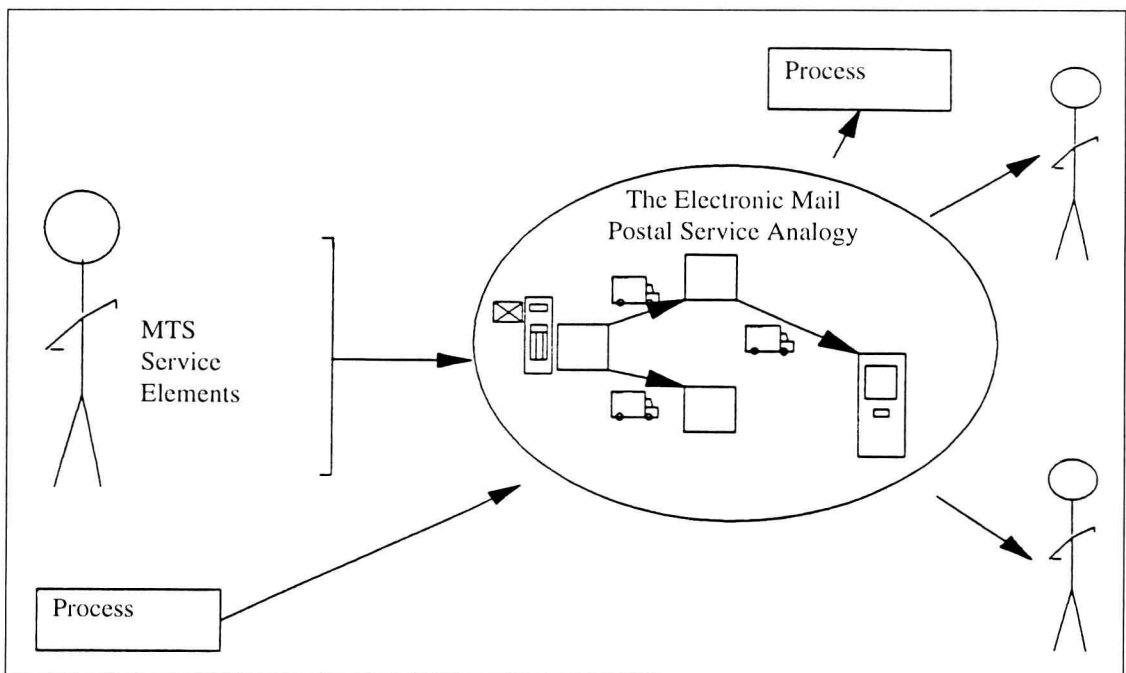 Process
The Electronic Mail
Postal Service Analogy
MTS
Service
Elements
Process